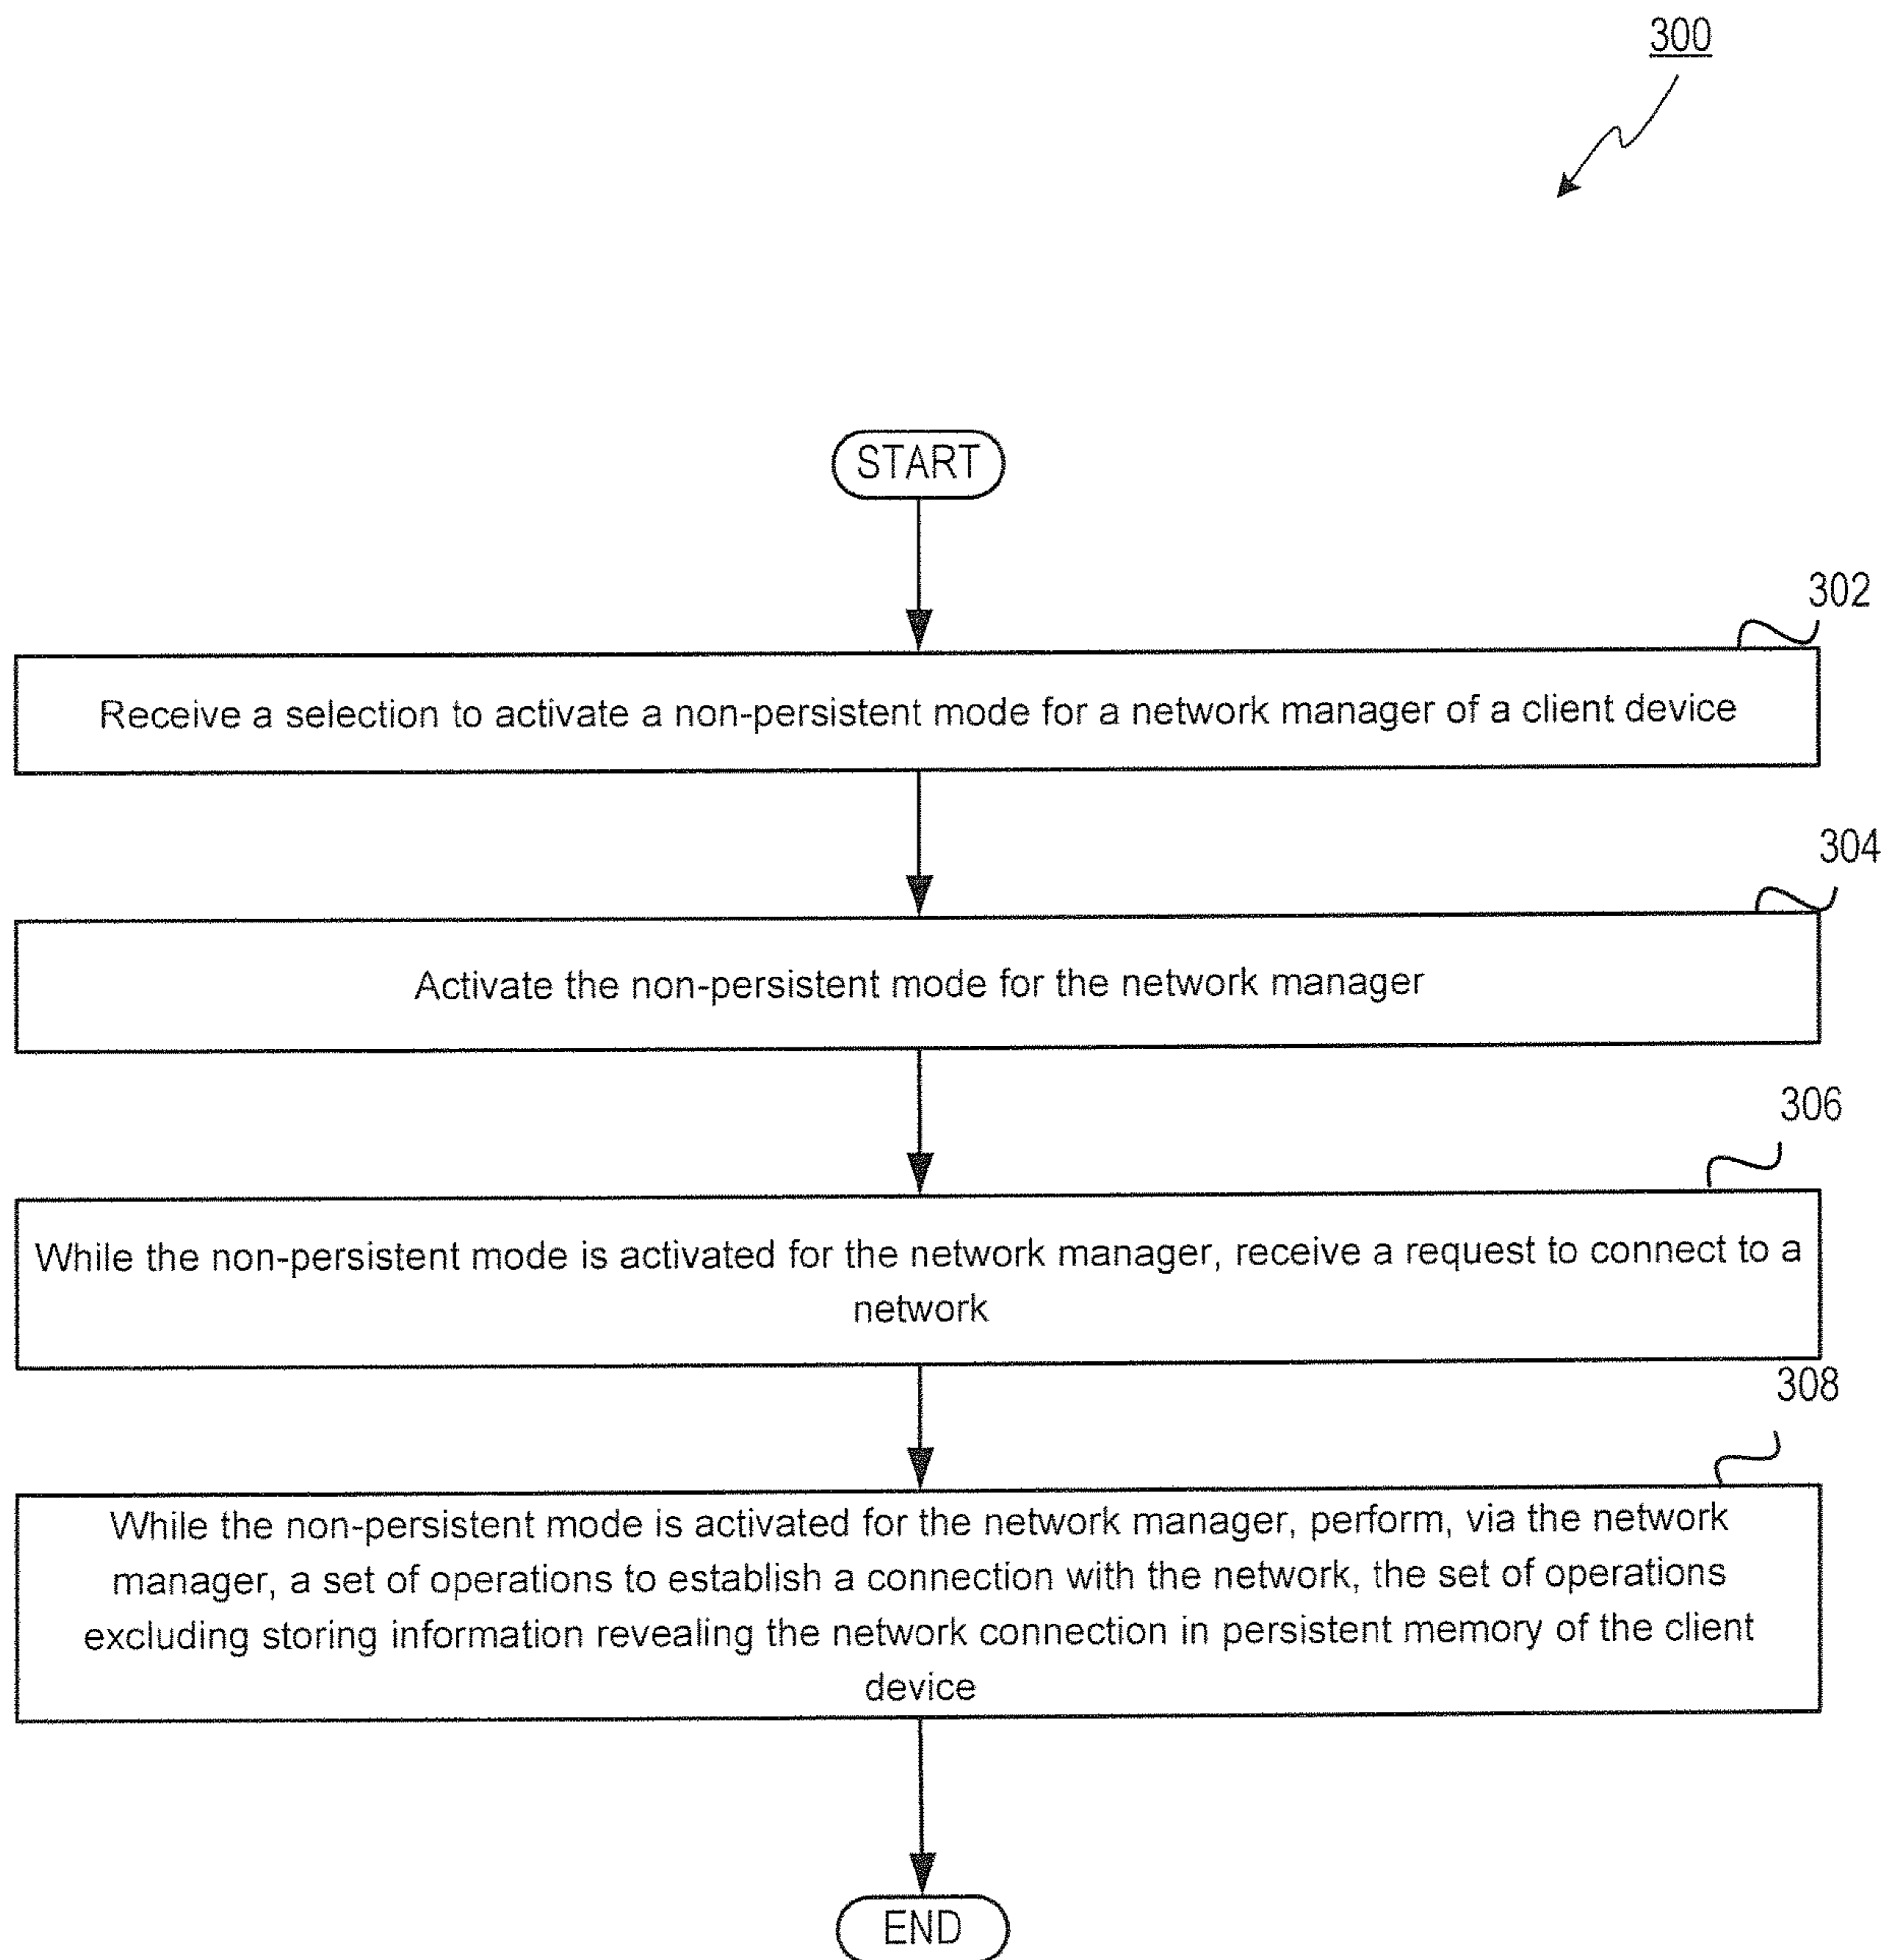 300
START
302
Receive a selection to activate a non-persistent mode for a network manager of a client device
304
Activate the non-persistent mode for the network manager
306
While the non-persistent mode is activated for the network manager, receive a request to connect to a
network
308
While the non-persistent mode is activated for the network manager, perform, via the network
manager, a set of operations to establish a connection with the network, the set of operations
excluding storing information revealing the network connection in persistent memory of the client
device
END